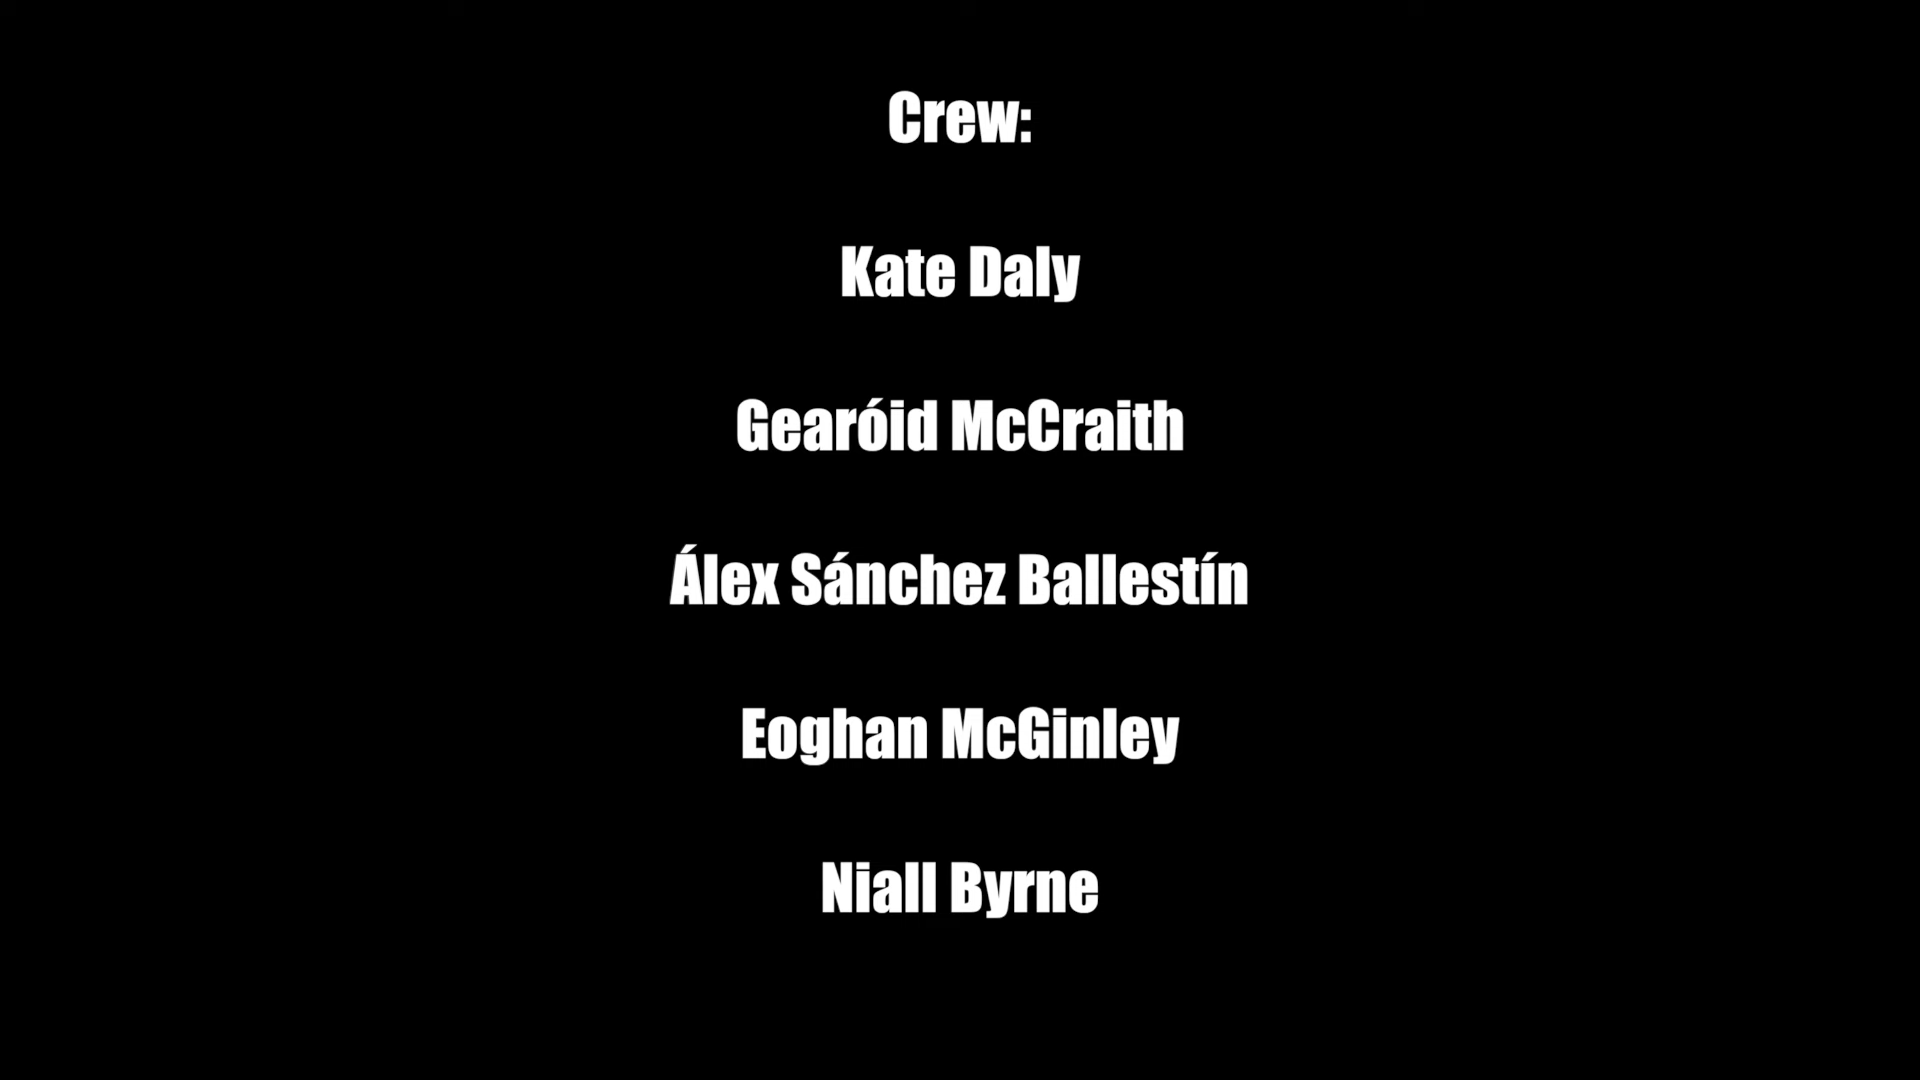 Crew:
Kate Daly
Gearóid McCraith
Álex Sánchez Ballestín
Eoghan McGinley
Niall Byrne